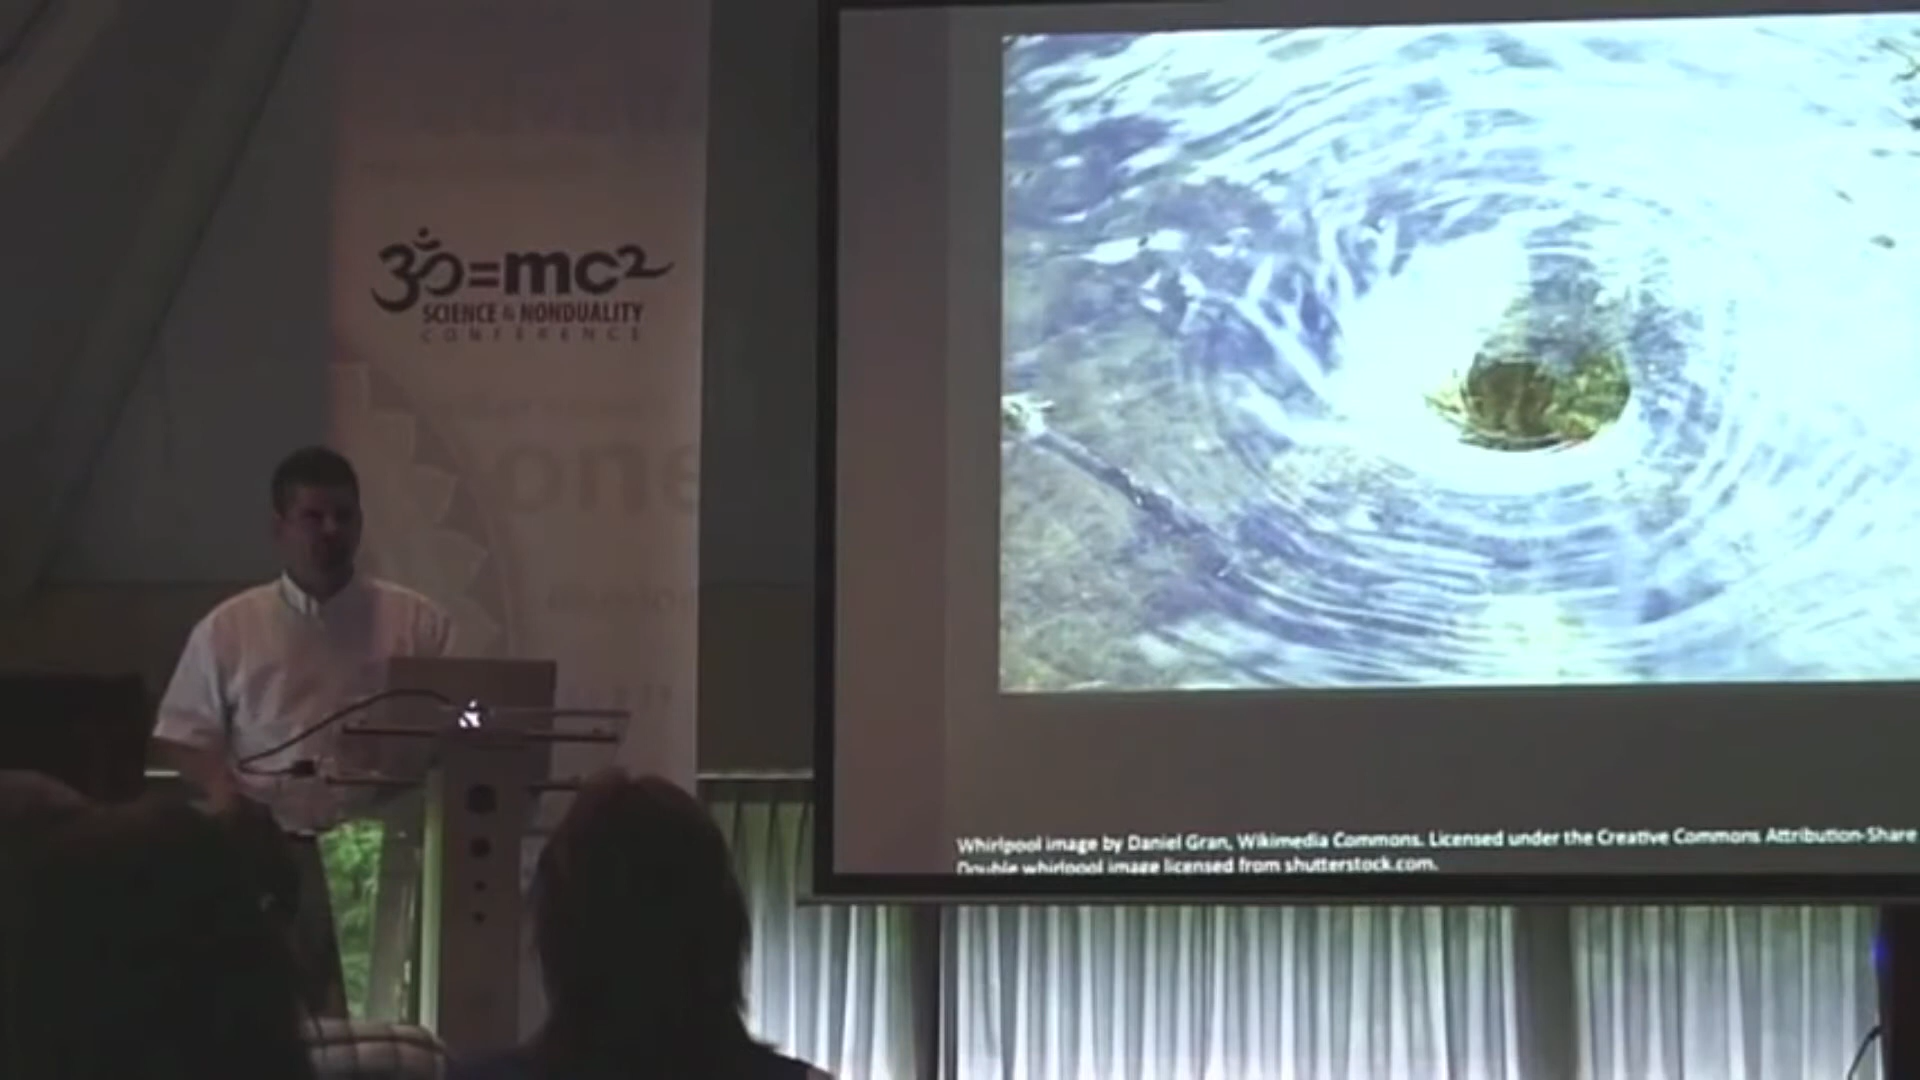 ॐ=mc²
SCIENCE & NONDUALITY
CONFERENCE
one
Whirlpool image by Daniel Gran, Wikimedia Commons. Licensed under the Creative Commons Attribution-Share
Double whirlpool image licensed from shutterstock.com.